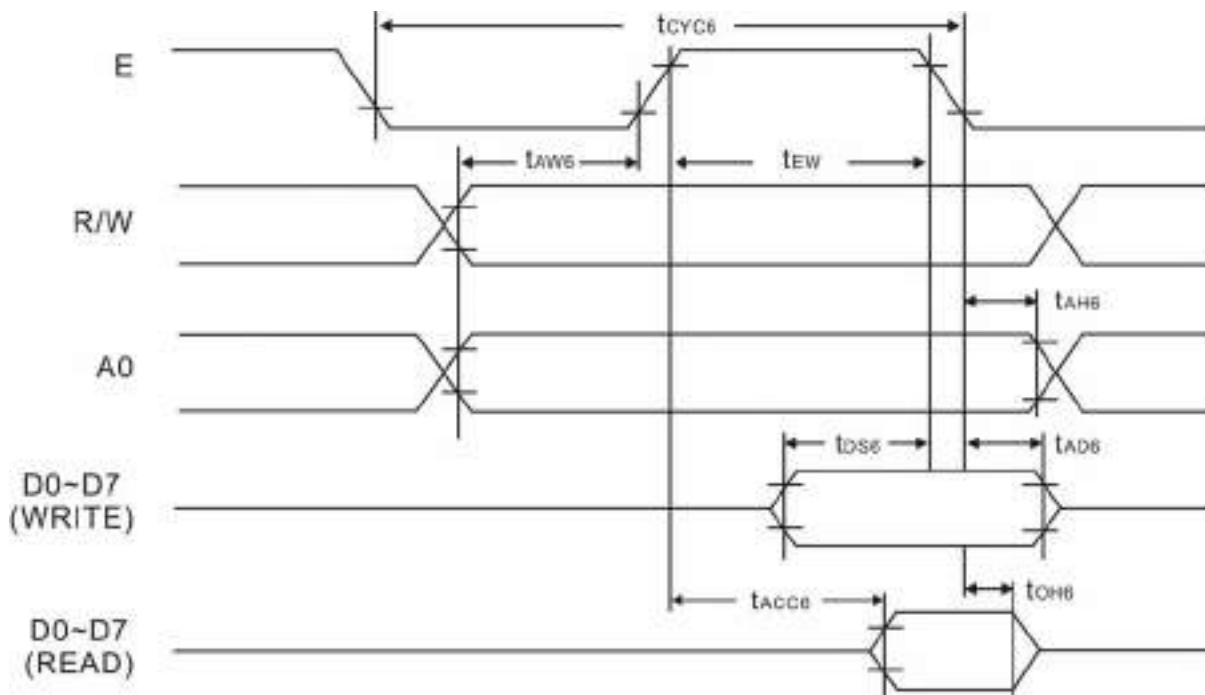 tCYC6
E
tAW6
tEW
R/W
tAH6
A0
tDS6
tAD6
D0~D7
(WRITE)
tACC6
tOH6
D0~D7
(READ)